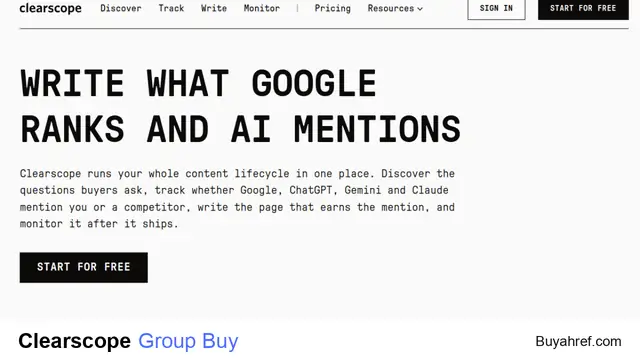 clearscope Discover Track Write Monitor | Pricing Resources SIGN IN START FOR FREE
WRITE WHAT GOOGLE
RANKS AND AI MENTIONS
Clearscope runs your whole content lifecycle in one place. Discover the
questions buyers ask, track whether Google, ChatGPT, Gemini and Claude
mention you or a competitor, write the page that earns the mention, and
monitor it after it ships.
START FOR FREE
Clearscope Group Buy Buyahref.com